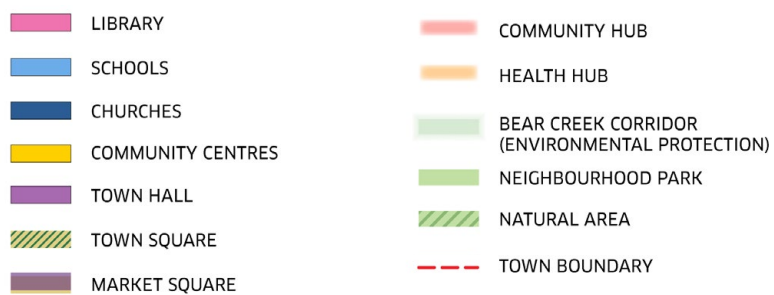 LIBRARY
SCHOOLS
CHURCHES
COMMUNITY CENTRES
TOWN HALL
TOWN SQUARE
MARKET SQUARE
COMMUNITY HUB
HEALTH HUB
BEAR CREEK CORRIDOR
(ENVIRONMENTAL PROTECTION)
NEIGHBOURHOOD PARK
NATURAL AREA
TOWN BOUNDARY